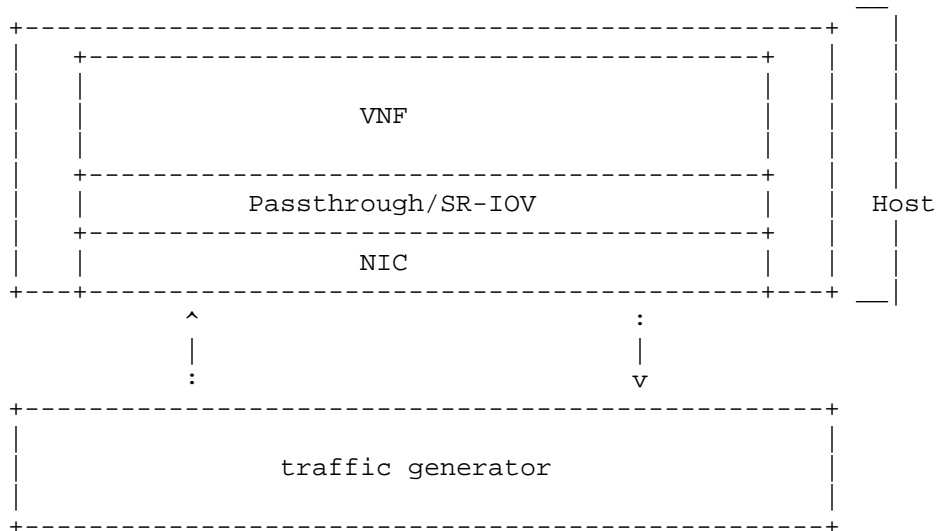 VNF
Passthrough/SR-IOV
Host
NIC
traffic generator